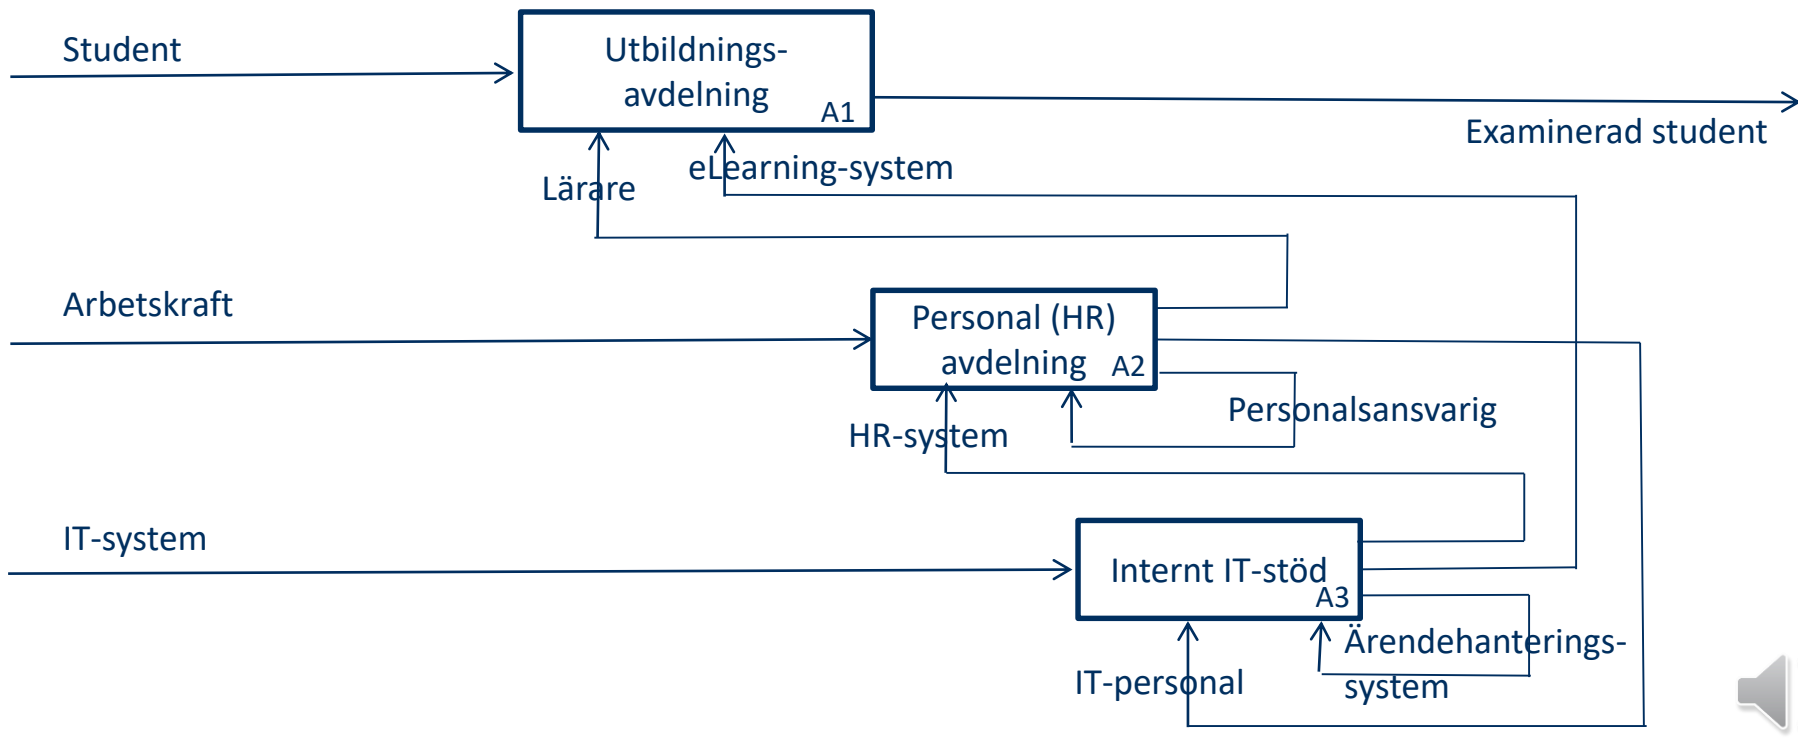 Student
Utbildnings-
avdelning
A1
Examinerad student
eLearning-system
Lärare
Arbetskraft
Personal (HR)
avdelning
A2
Personalsansvarig
HR-system
IT-system
Internt IT-stöd
A3
Ärendehanterings-
system
IT-personal